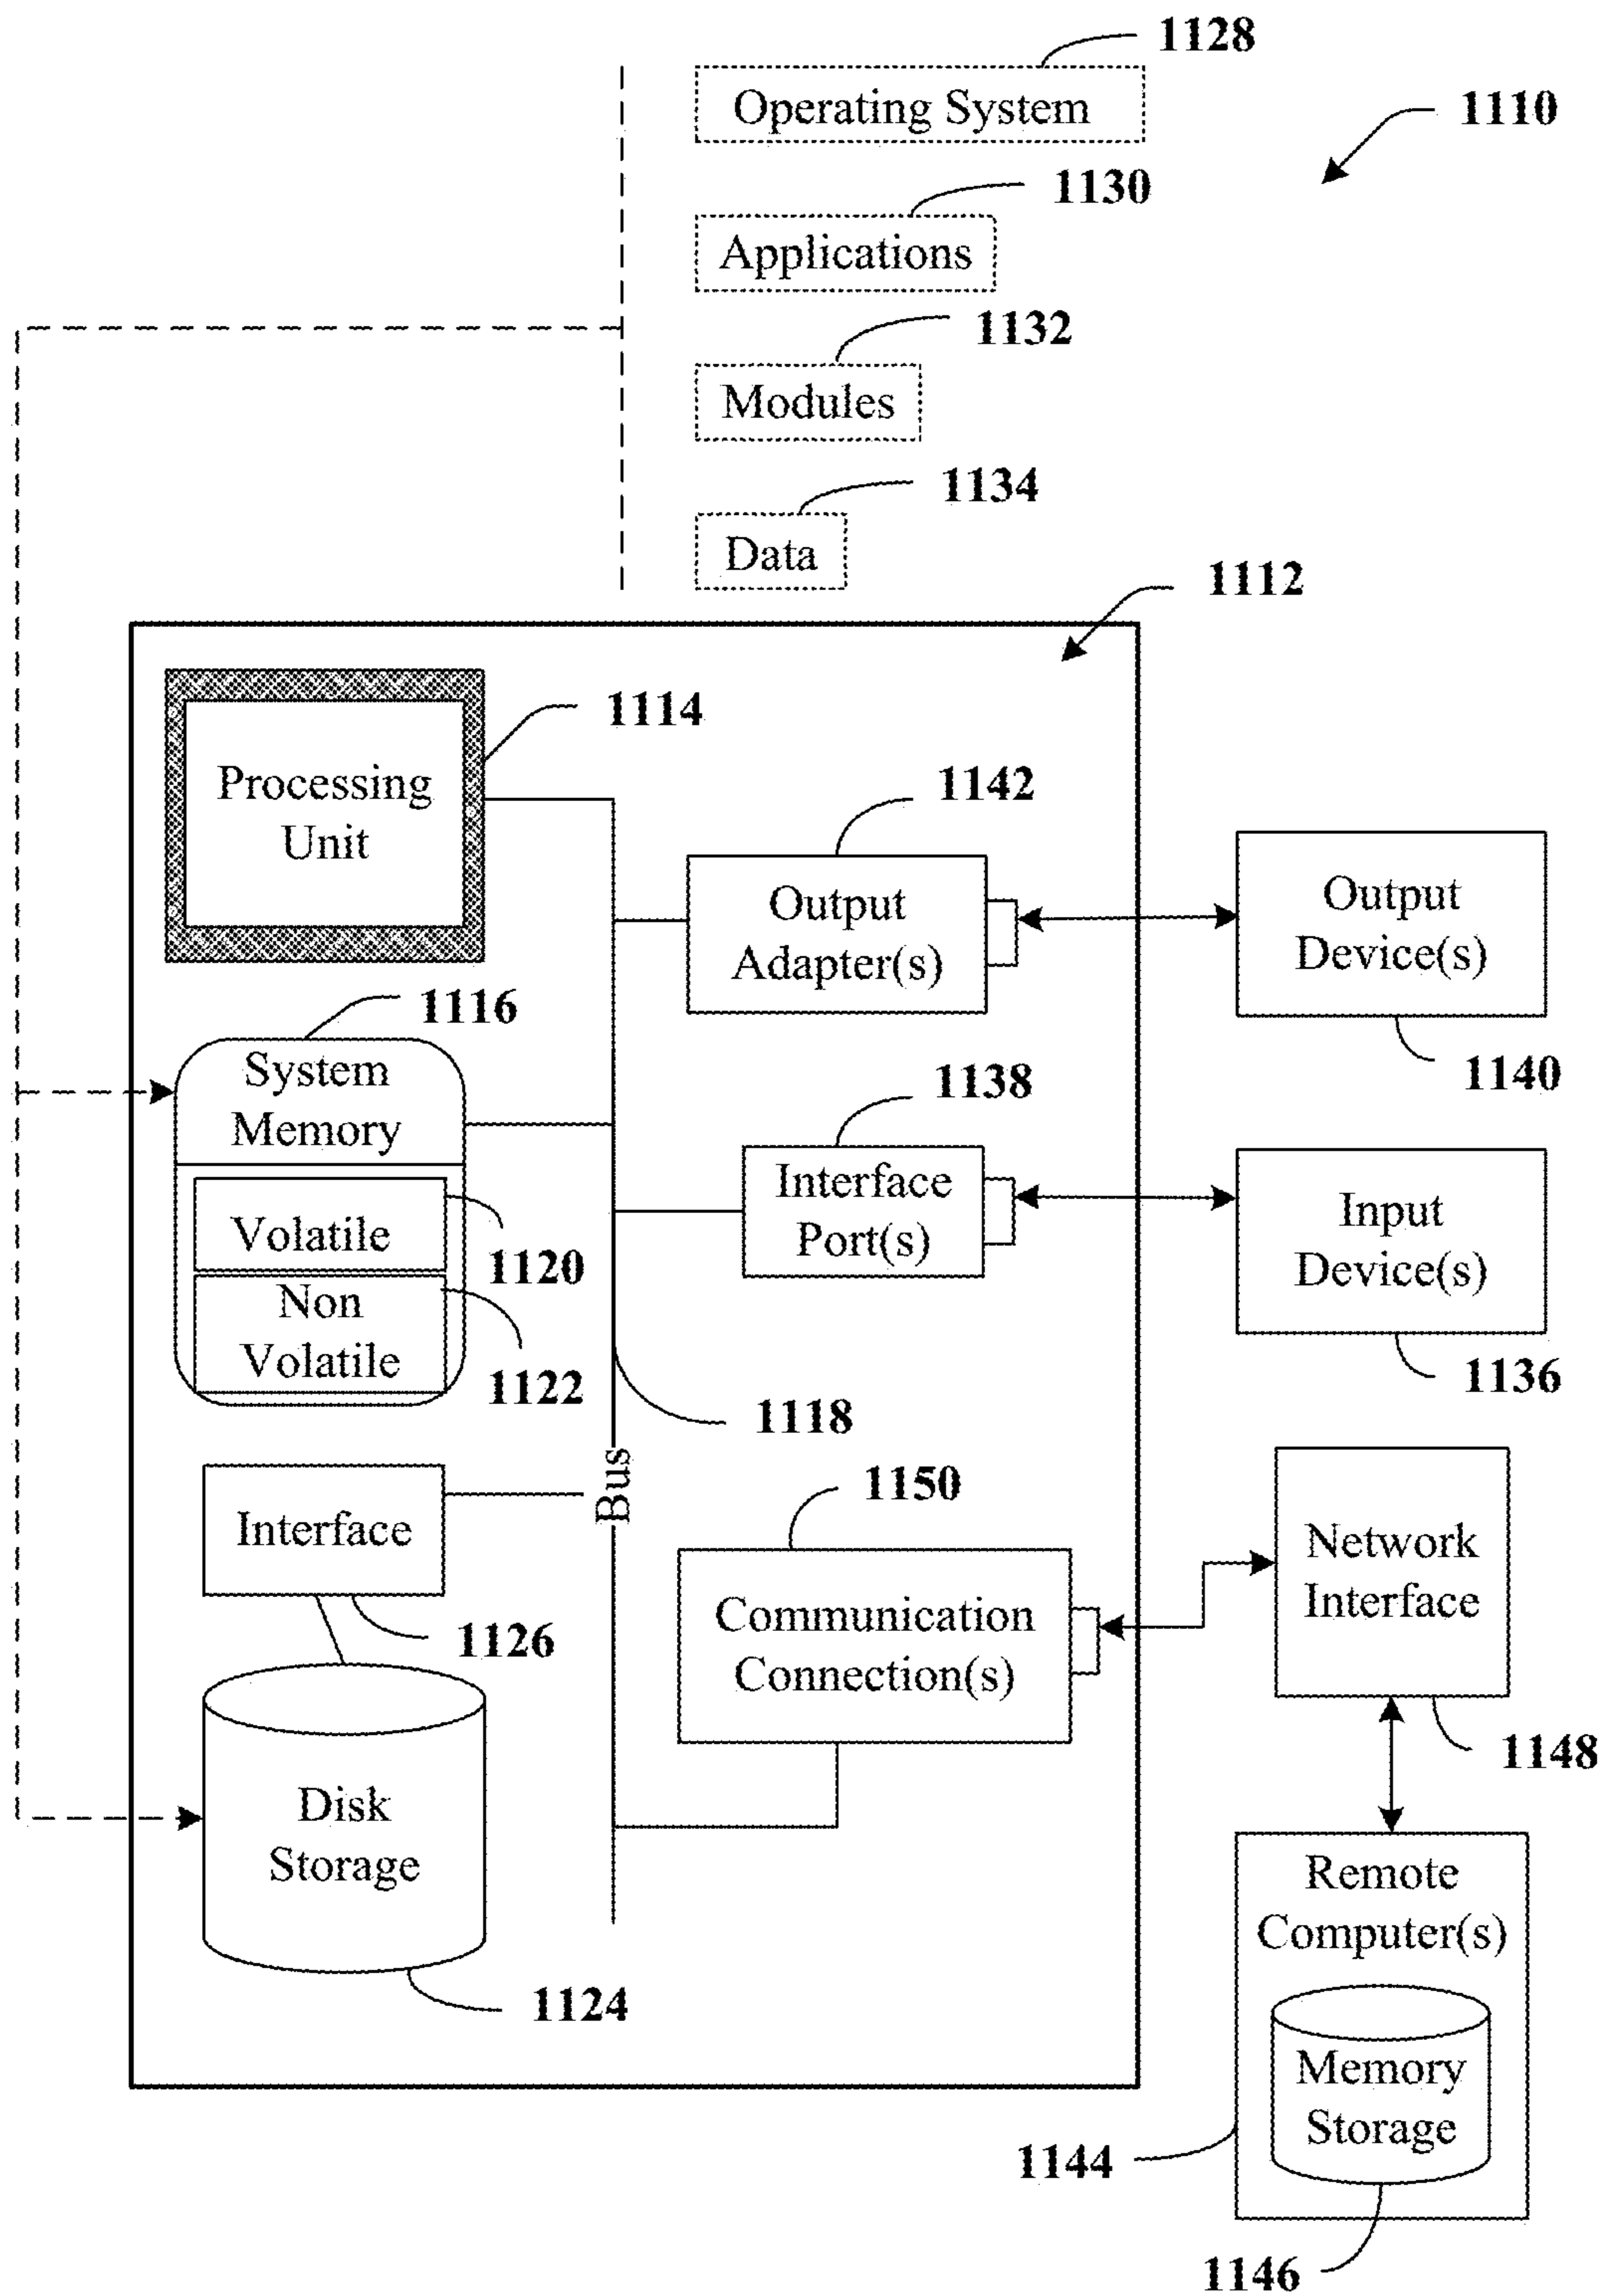 1128
Operating System
1110
1130
Applications
1132
Modules
1134
Data
1112
1114
Processing
Unit
1142
Output
Adapter(s)
Output
Device(s)
1140
1116
System
Memory
1138
Interface
Port(s)
Input
Device(s)
1136
Volatile
1120
Non
Volatile
1122
1118
Bus
1150
Interface
1126
Communication
Connection(s)
Network
Interface
1148
Disk
Storage
1124
Remote
Computer(s)
Memory
Storage
1144
1146